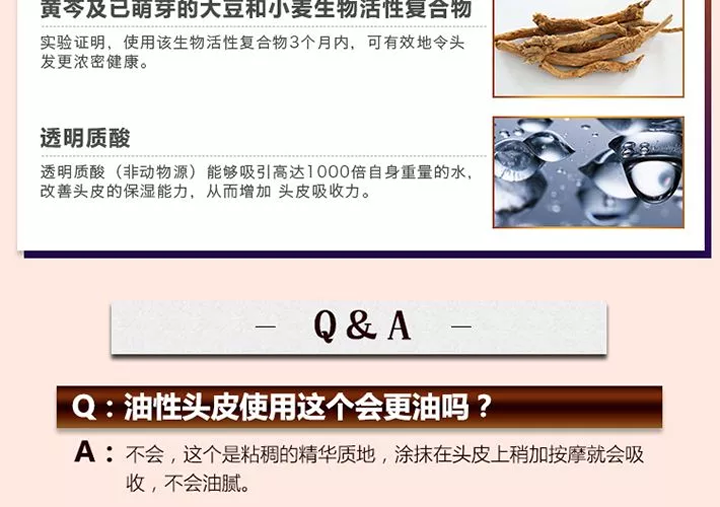 黄芩及已萌芽的大豆和小麦生物活性复合物
实验证明，使用该生物活性复合物3个月内，可有效地令头
发更浓密健康。
透明质酸
透明质酸（非动物源）能够吸引高达1000倍自身重量的水，
改善头皮的保湿能力，从而增加 头皮吸收力。
— Q & A —
Q：油性头皮使用这个会更油吗？
A：不会，这个是粘稠的精华质地，涂抹在头皮上稍加按摩就会吸
收，不会油腻。